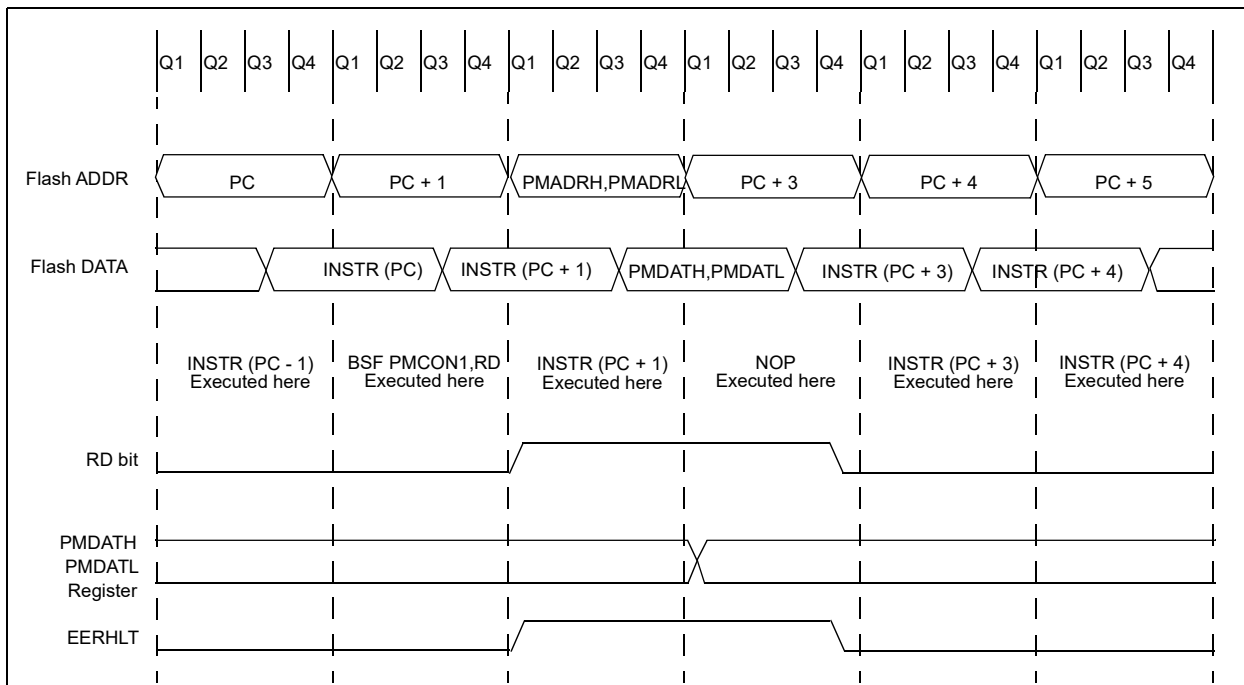 Q1 Q2 Q3 Q4 Q1 Q2 Q3 Q4 Q1 Q2 Q3 Q4 Q1 Q2 Q3 Q4 Q1 Q2 Q3 Q4 Q1 Q2 Q3 Q4
Flash ADDR PC PC + 1 PMADRH,PMADRL PC + 3 PC + 4 PC + 5
Flash DATA INSTR (PC) INSTR (PC + 1) PMDATH,PMDATL INSTR (PC + 3) INSTR (PC + 4)
INSTR (PC - 1) BSF PMCON1,RD INSTR (PC + 1) NOP INSTR (PC + 3) INSTR (PC + 4)
Executed here Executed here Executed here Executed here Executed here Executed here
RD bit
PMDATH
PMDATL
Register
EERHLT